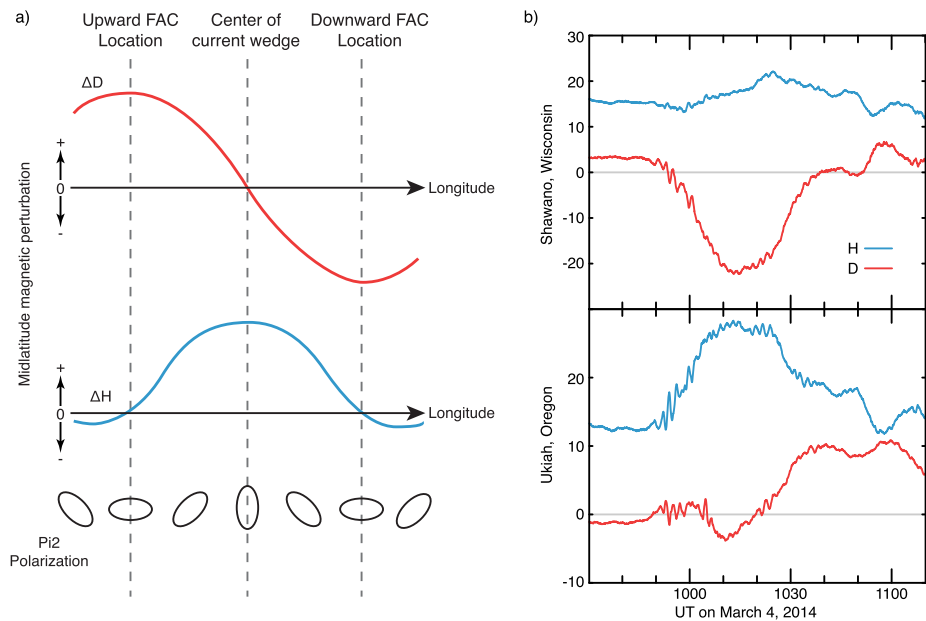 a)
Upward FAC
Location
Center of
current wedge
Downward FAC
Location
ΔD
+
0
-
Longitude
Midlatitude magnetic perturbation
ΔH
+
0
-
Longitude
Pi2
Polarization
b)
30
20
10
0
-10
-20
Shawano, Wisconsin
H
D
20
10
0
-10
Ukiah, Oregon
1000
1030
1100
UT on March 4, 2014